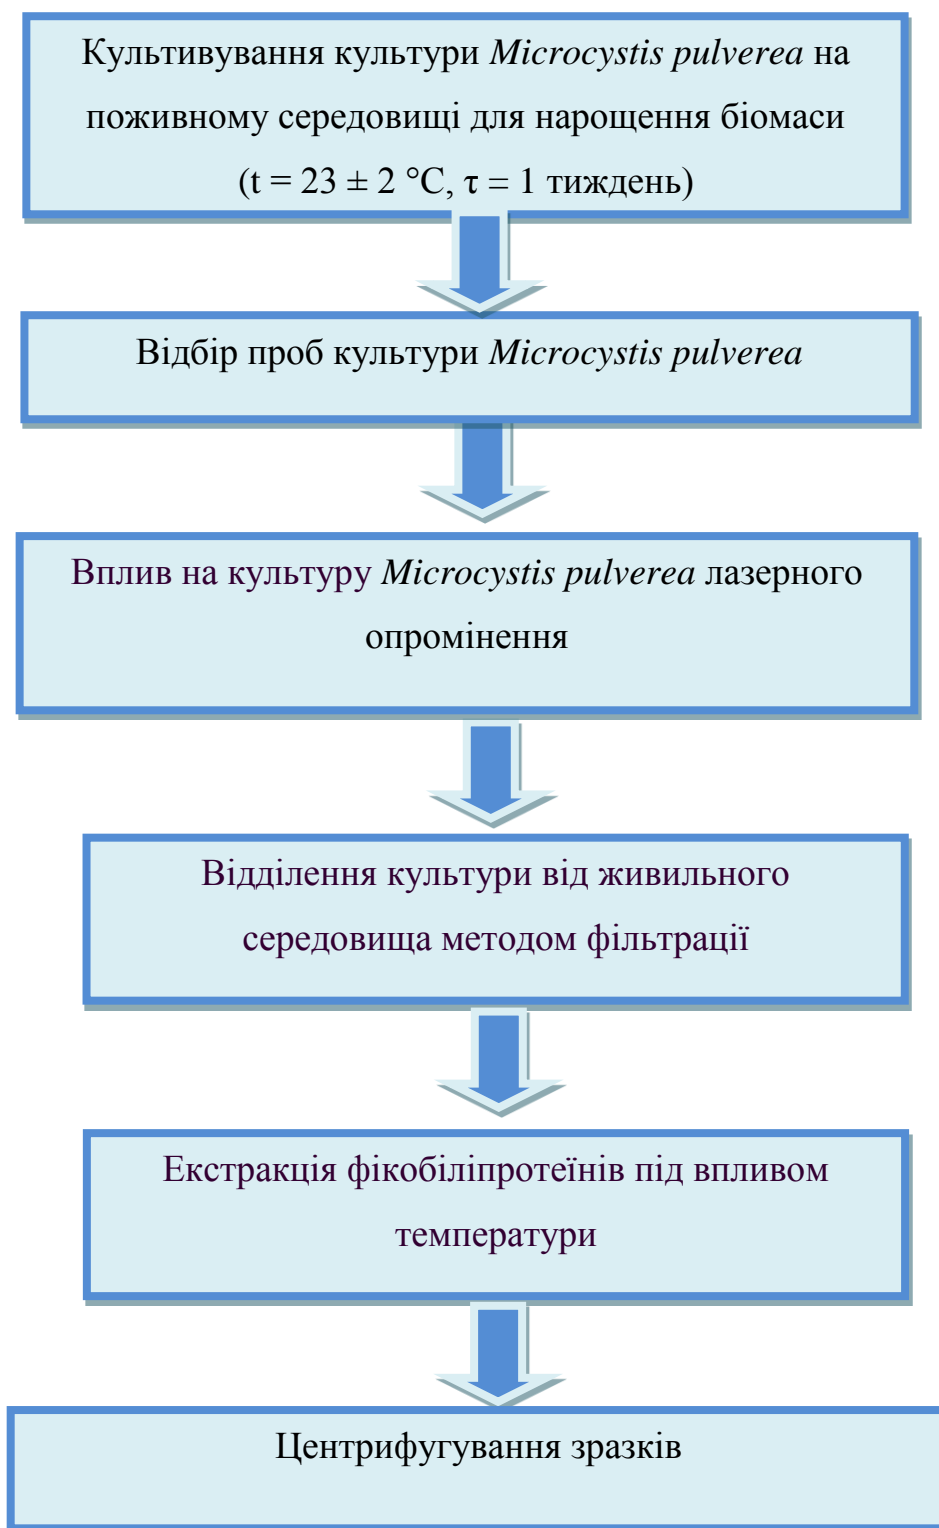 Культивування культури Microcystis pulverea на
поживному середовищі для нарощення біомаси
(t = 23 ± 2 °C, τ = 1 тиждень)
Відбір проб культури Microcystis pulverea
Вплив на культуру Microcystis pulverea лазерного
опромінення
Відділення культури від живильного
середовища методом фільтрації
Екстракція фікобіліпротеїнів під впливом
температури
Центрифугування зразків